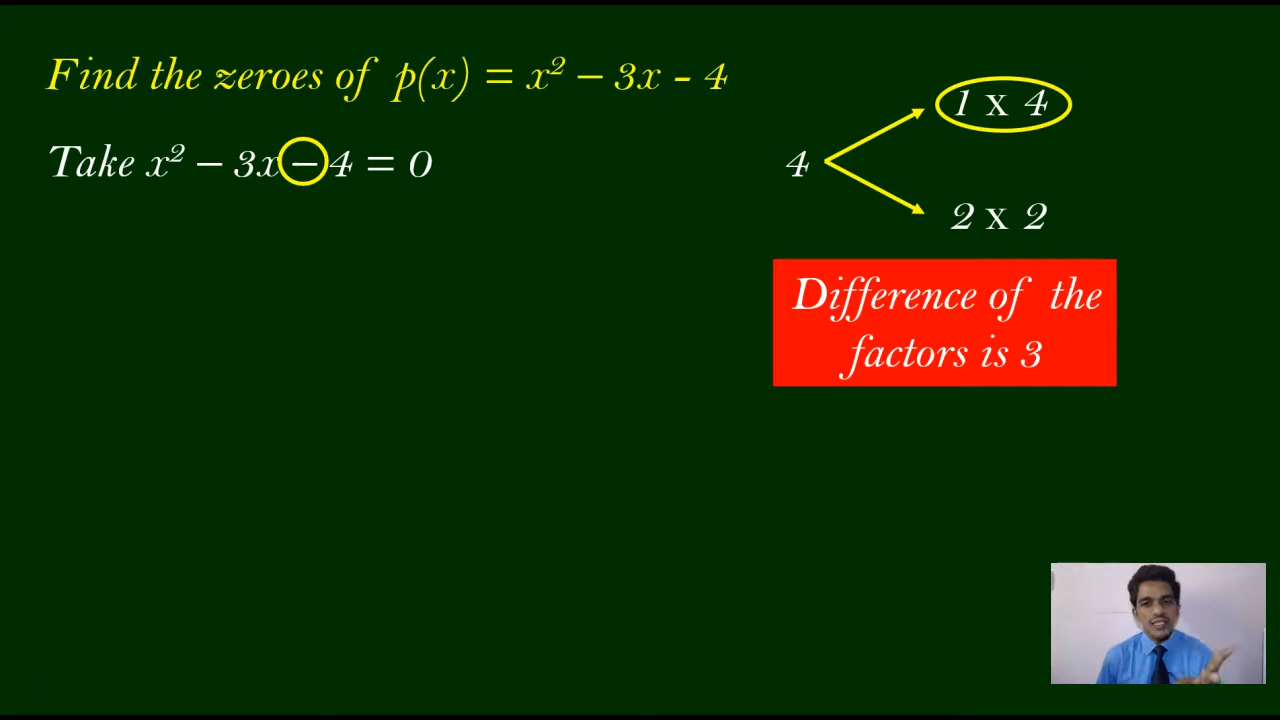 Find the zeroes of p(x) = x² – 3x - 4
Take x² – 3x – 4 = 0
1 x 4
4
2 x 2
Difference of the
factors is 3